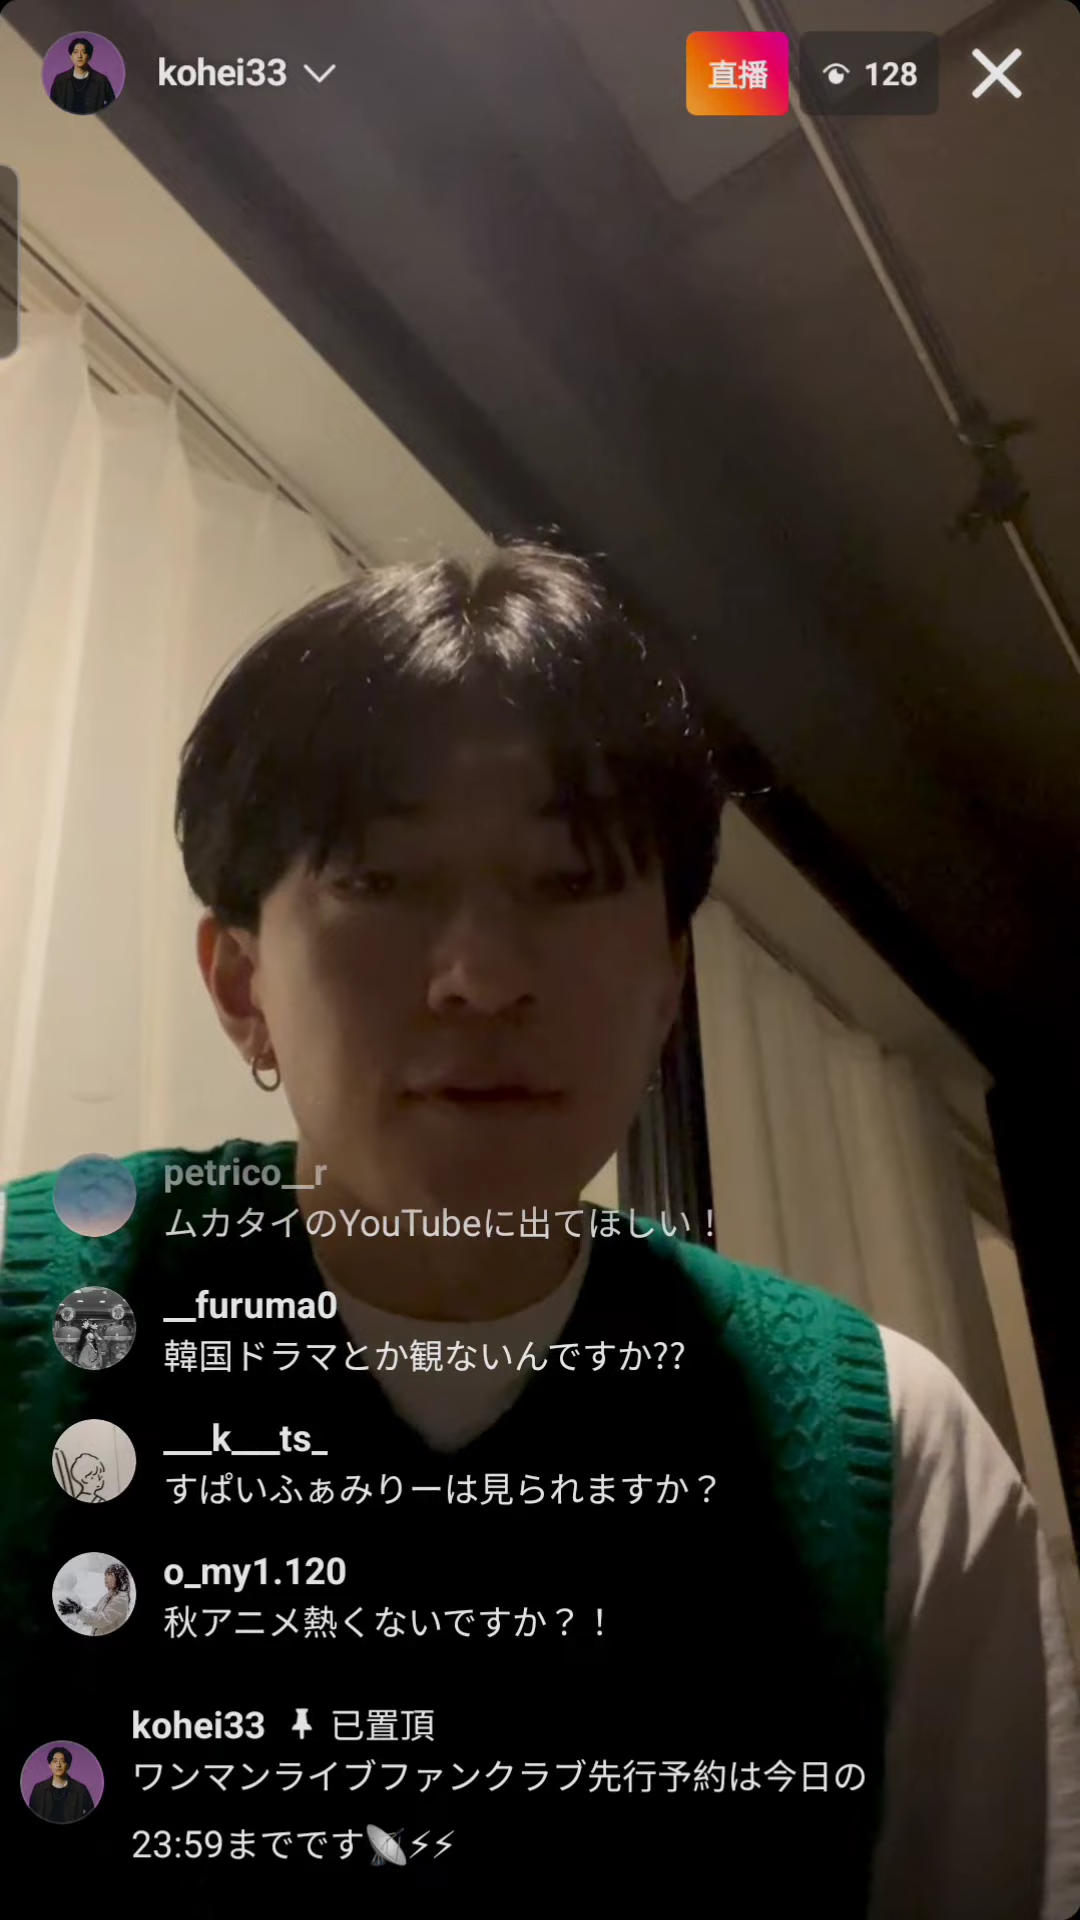 kohei33
直播
128
petrico__r
ムカタイのYouTubeに出てほしい！
__furuma0
韓国ドラマとか観ないんですか??
___k___ts_
すぱいふぁみりーは見られますか？
o_my1.120
秋アニメ熱くないですか？！
kohei33 已置頂
ワンマンライブファンクラブ先行予約は今日の
23:59までです📡⚡⚡